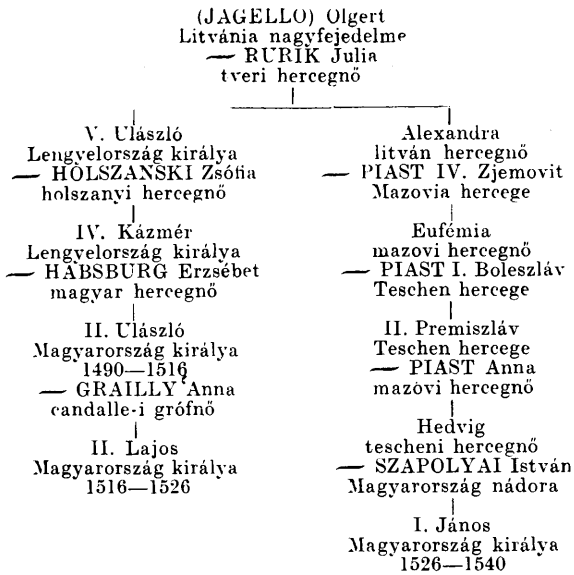 (JAGELLO) Olgert
Litvánia nagyfejedelme
— RURIK Julia
tveri hercegnő
V. Ulászló
Lengyelország királya
— HOLSZANSKI Zsófia
holszanyi hercegnő
IV. Kázmér
Lengyelország királya
— HABSBURG Erzsébet
magyar hercegnő
II. Ulászló
Magyarország királya
1490—1516
— GRAILLY Anna
candalle-i grófnő
II. Lajos
Magyarország királya
1516—1526
Alexandra
litván hercegnő
— PIAST IV. Zjemovit
Mazovia hercege
Eufémia
mazovi hercegnő
— PIAST I. Boleszláv
Teschen hercege
II. Premiszláv
Teschen hercege
— PIAST Anna
mazovi hercegnő
Hedvig
tescheni hercegnő
— SZAPOLYAI István
Magyarország nádora
I. János
Magyarország királya
1526—1540